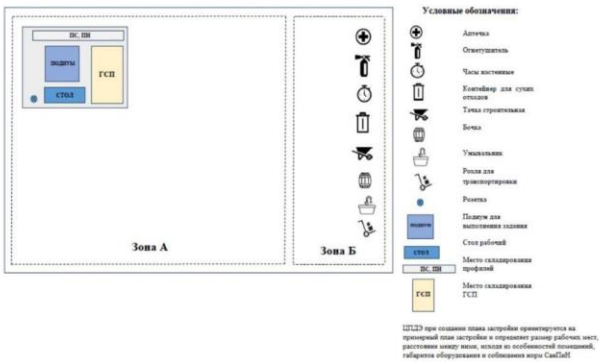 Условные обозначения:
ПС, ПН
ПОДИУМ
ГСП
СТОЛ
Зона А
Зона Б
Аптечка
Огнетушитель
Часы настенные
Контейнер для сухих
отходов
Тачка строительная
Бочка
Умывальник
Рохля для
транспортировки
Розетка
ПОДИУМ
Подиум для
выполнения задания
СТОЛ
Стол рабочий
ПС, ПН
Место складирования
профилей
ГСП
Место складирования
ГСП
ЦПДЭ при создании плана застройки ориентируется на
примерный план застройки и определяет размер рабочих мест,
расстояние между ними, исходя из особенностей помещений,
габаритов оборудования и соблюдения норм СанПиН